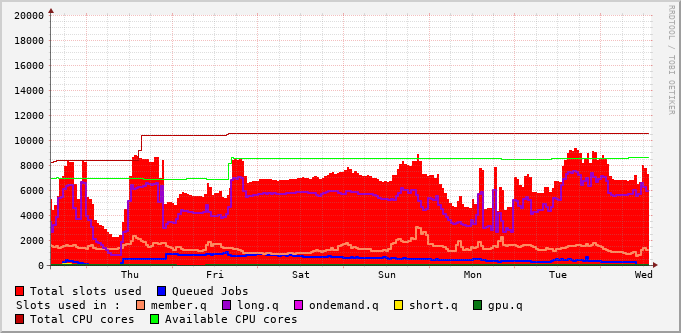 20000
18000
16000
14000
12000
10000
8000
6000
4000
2000
0
Thu Fri Sat Sun Mon Tue Wed
RRDTOOL / TOBI OETIKER
Total slots used Queued Jobs
Slots used in : member.q long.q ondemand.q short.q gpu.q
Total CPU cores Available CPU cores